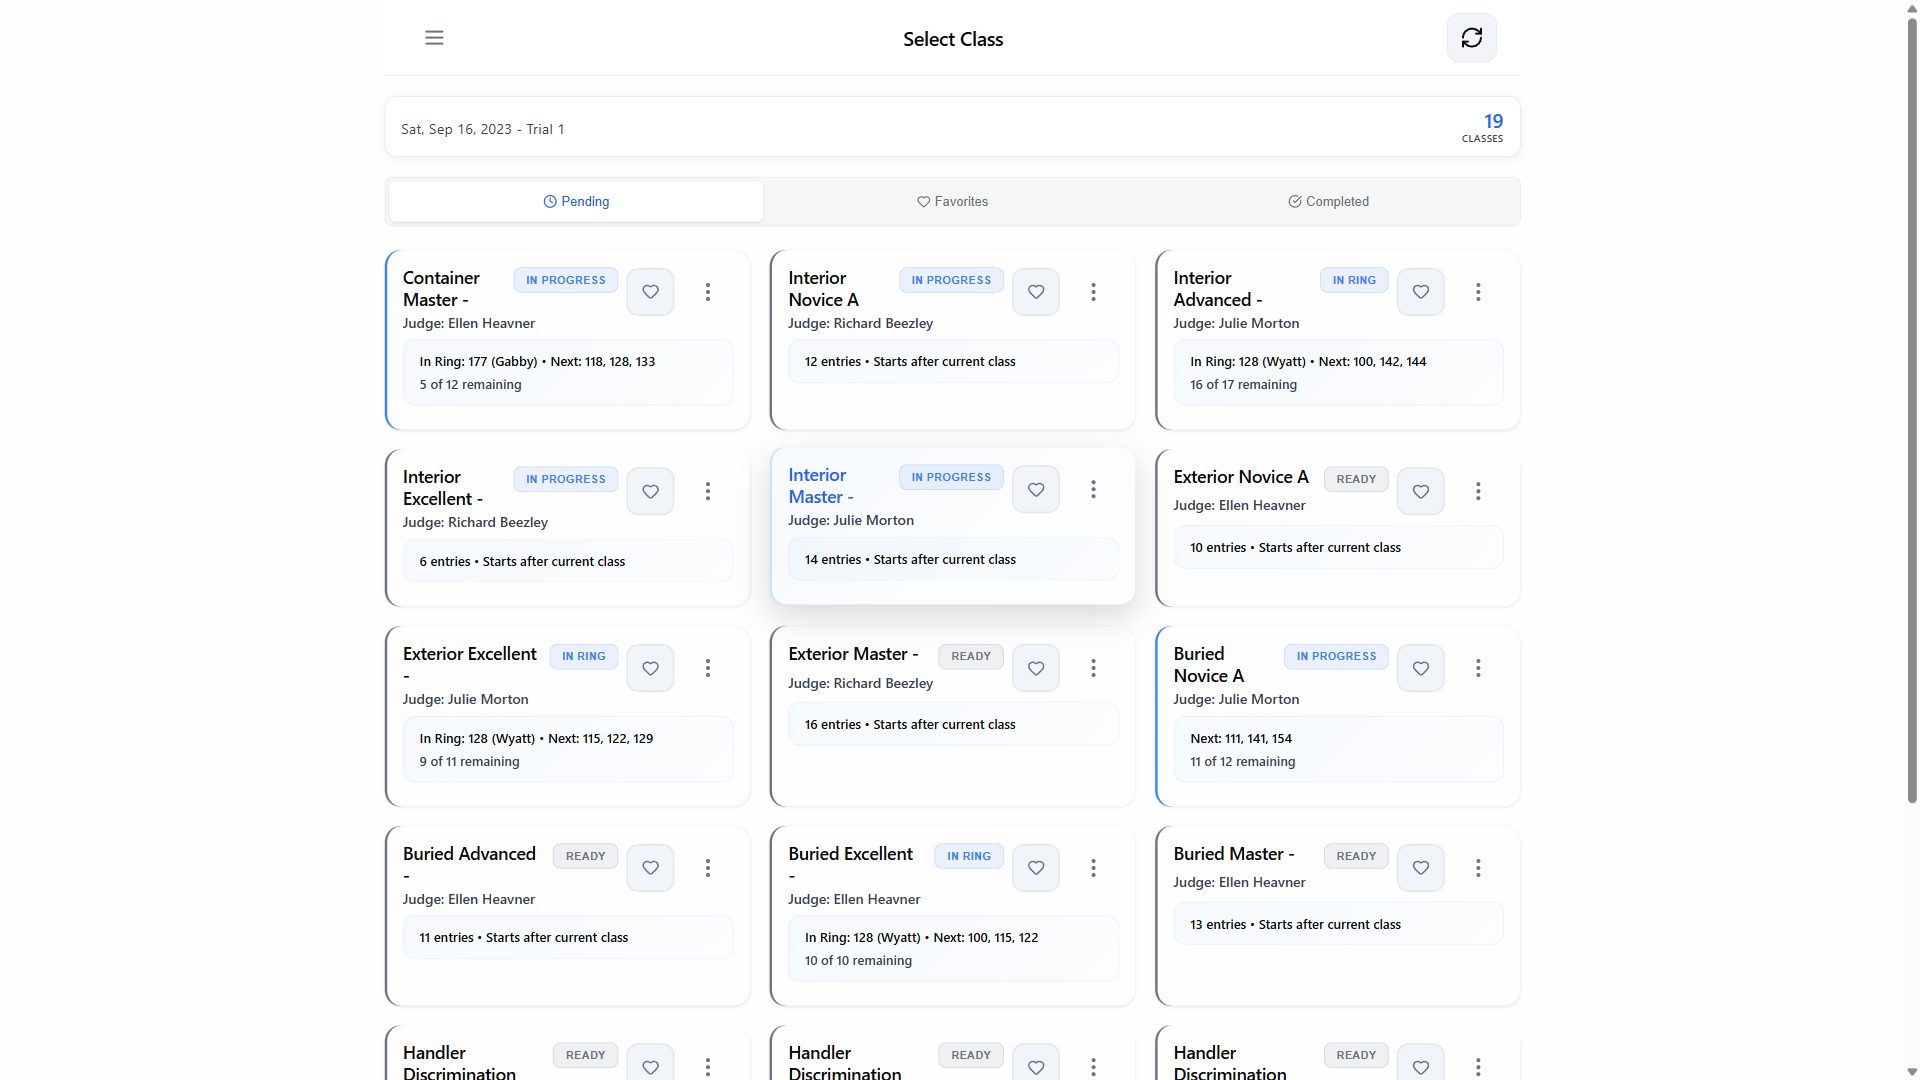 Select Class
Sat, Sep 16, 2023 - Trial 1
19
CLASSES
Pending
Favorites
Completed
Container
Master -
IN PROGRESS
Judge: Ellen Heavner
In Ring: 177 (Gabby) • Next: 118, 128, 133
5 of 12 remaining
Interior
Novice A
IN PROGRESS
Judge: Richard Beezley
12 entries • Starts after current class
Interior
Advanced -
IN RING
Judge: Julie Morton
In Ring: 128 (Wyatt) • Next: 100, 142, 144
16 of 17 remaining
Interior
Excellent -
IN PROGRESS
Judge: Richard Beezley
6 entries • Starts after current class
Interior
Master -
IN PROGRESS
Judge: Julie Morton
14 entries • Starts after current class
Exterior Novice A
READY
Judge: Ellen Heavner
10 entries • Starts after current class
Exterior Excellent
-
IN RING
Judge: Julie Morton
In Ring: 128 (Wyatt) • Next: 115, 122, 129
9 of 11 remaining
Exterior Master -
READY
Judge: Richard Beezley
16 entries • Starts after current class
Buried
Novice A
IN PROGRESS
Judge: Julie Morton
Next: 111, 141, 154
11 of 12 remaining
Buried Advanced
-
READY
Judge: Ellen Heavner
11 entries • Starts after current class
Buried Excellent
-
IN RING
Judge: Ellen Heavner
In Ring: 128 (Wyatt) • Next: 100, 115, 122
10 of 10 remaining
Buried Master -
READY
Judge: Ellen Heavner
13 entries • Starts after current class
Handler
Discrimination
READY
Handler
Discrimination
READY
Handler
Discrimination
READY